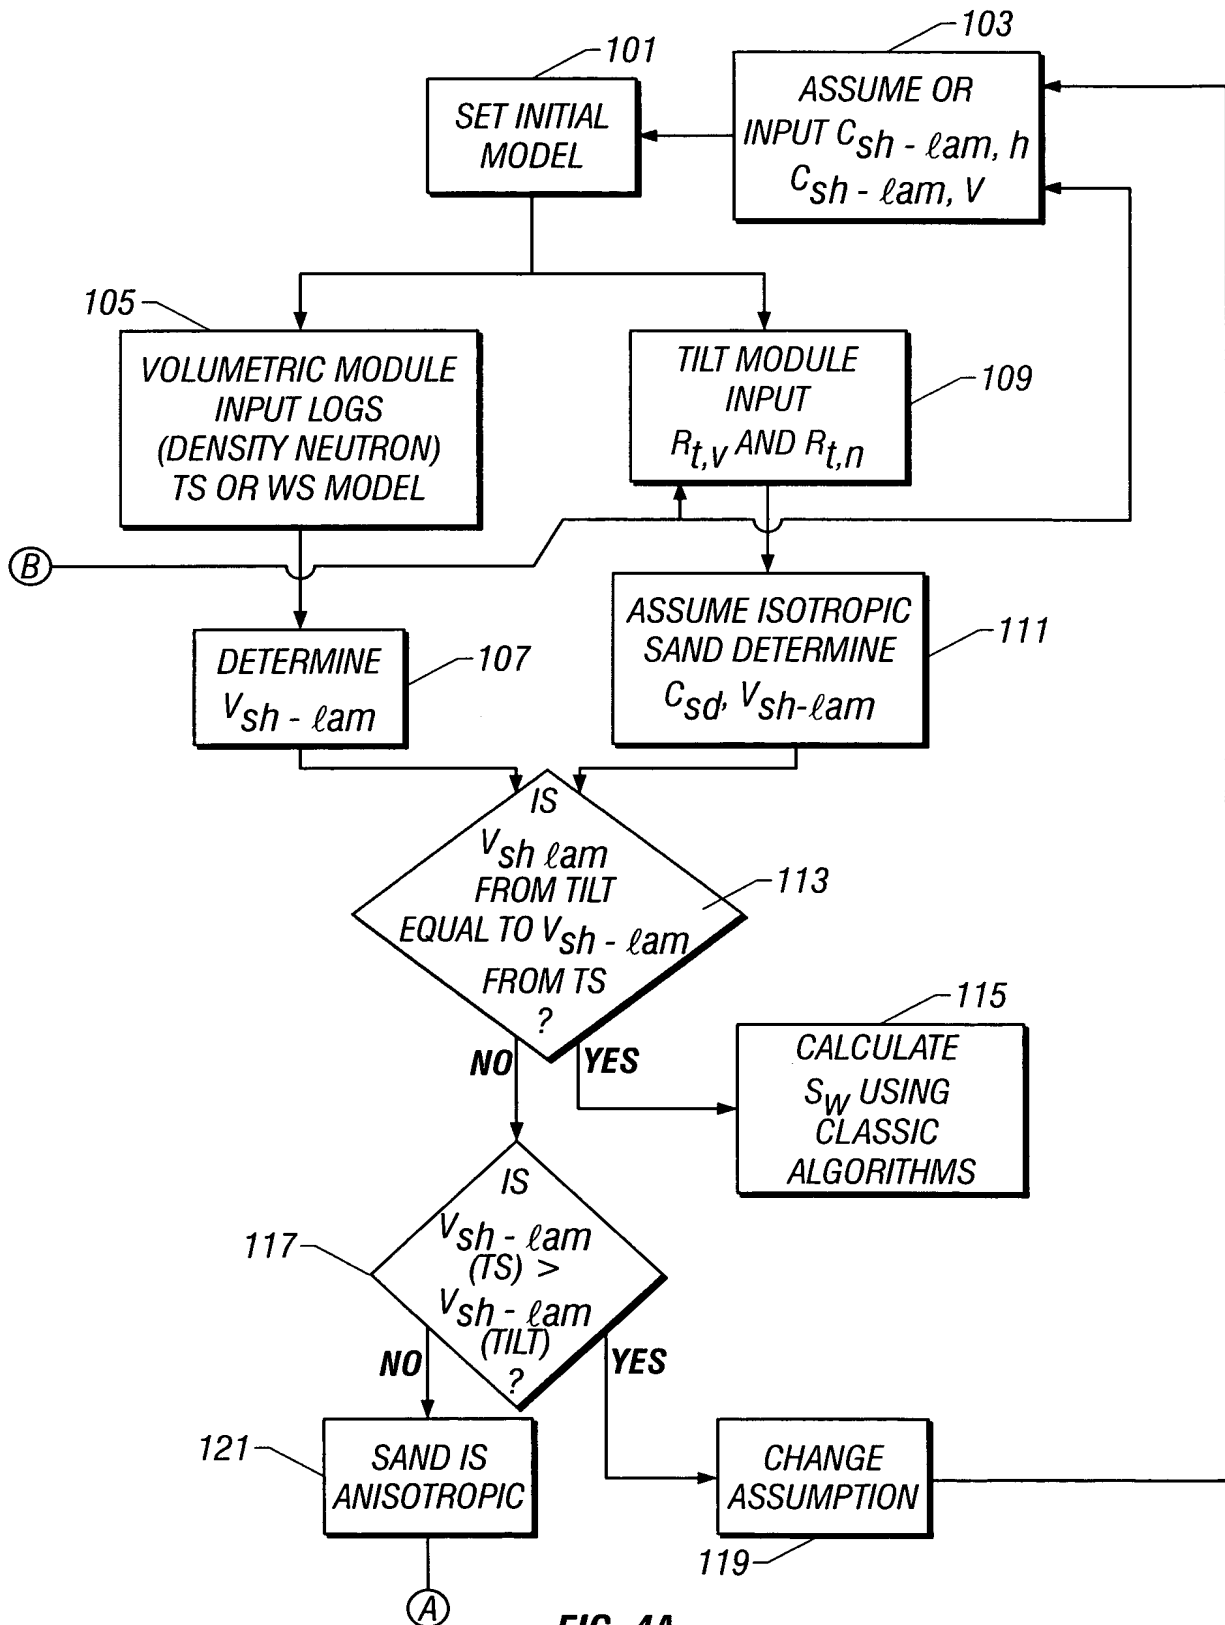 101
SET INITIAL
MODEL
103
ASSUME OR
INPUT Csh - ℓam, h
Csh - ℓam, V
105
VOLUMETRIC MODULE
INPUT LOGS
(DENSITY NEUTRON)
TS OR WS MODEL
TILT MODULE
INPUT
Rt,v AND Rt,n
109
B
DETERMINE
Vsh - ℓam
107
ASSUME ISOTROPIC
SAND DETERMINE
Csd, Vsh-ℓam
111
IS
Vsh ℓam
FROM TILT
EQUAL TO Vsh - ℓam
FROM TS
?
113
NO
YES
115
CALCULATE
Sw USING
CLASSIC
ALGORITHMS
117
IS
Vsh - ℓam
(TS) >
Vsh - ℓam
(TILT)
?
NO
YES
121
SAND IS
ANISOTROPIC
CHANGE
ASSUMPTION
119
A
FIG. 4A